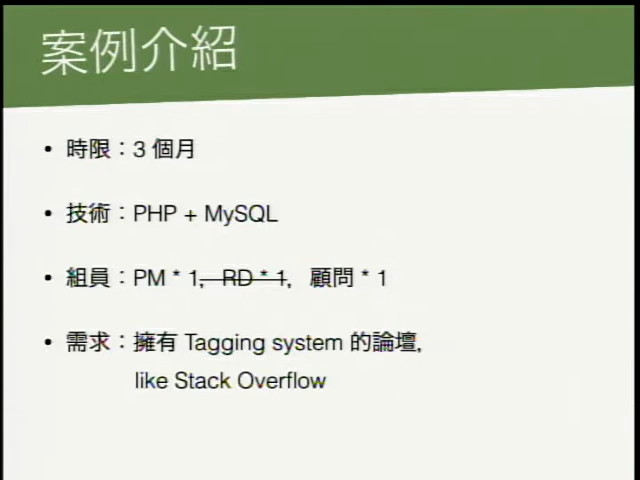 案例介紹
• 時限：3 個月
• 技術：PHP + MySQL
• 組員：PM * 1, RD * 1, 顧問 * 1
• 需求：擁有 Tagging system 的論壇,
like Stack Overflow